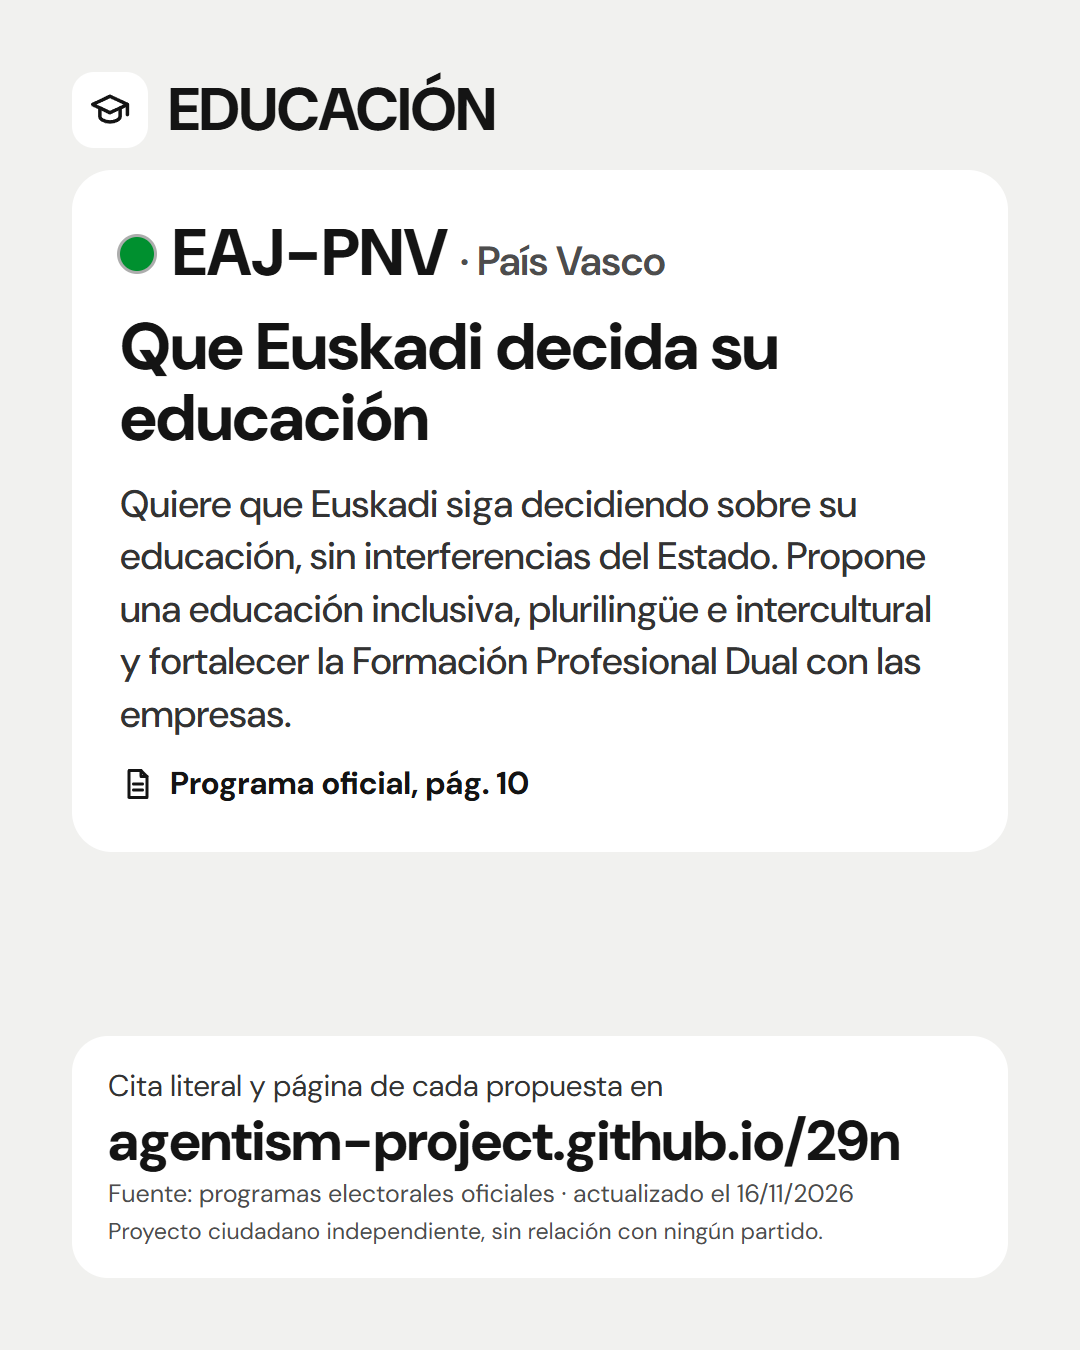 EDUCACIÓN
EAJ-PNV · País Vasco
Que Euskadi decida su
educación
Quiere que Euskadi siga decidiendo sobre su
educación, sin interferencias del Estado. Propone
una educación inclusiva, plurilingüe e intercultural
y fortalecer la Formación Profesional Dual con las
empresas.
Programa oficial, pág. 10
Cita literal y página de cada propuesta en
agentism-project.github.io/29n
Fuente: programas electorales oficiales · actualizado el 16/11/2026
Proyecto ciudadano independiente, sin relación con ningún partido.